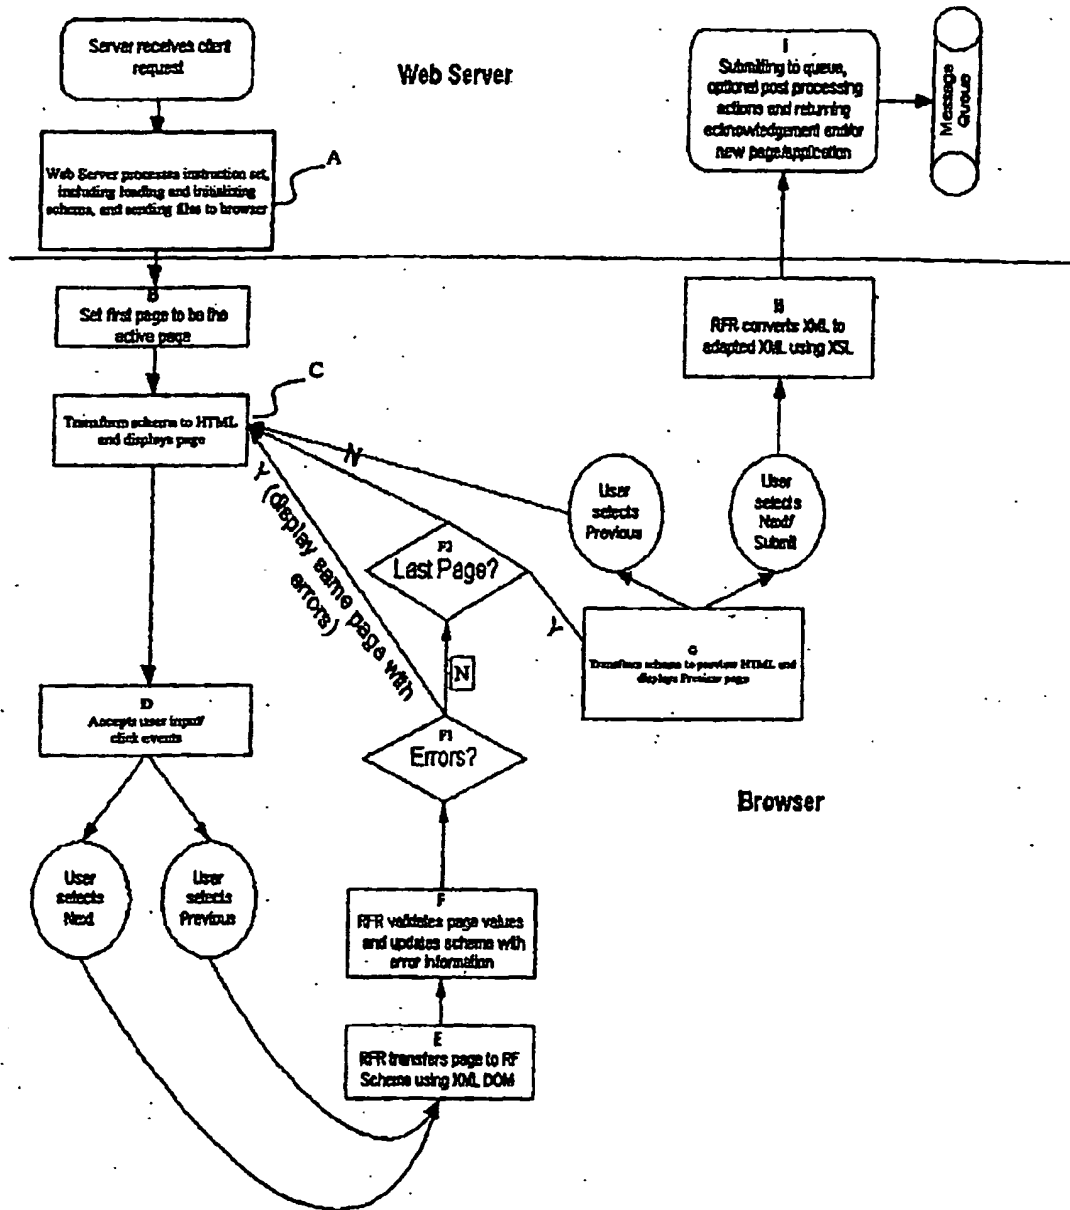 Server receives client
request
Web Server
I
Submitting to queue,
optional post processing
actions and returning
acknowledgement and/or
new page/application
Message
Queue
Web Server processes instruction set,
including loading and initializing
schema, and sending files to browser
A
B
Set first page to be the
active page
H
RFR converts XML to
adapted XML using XSL
C
Transform schema to HTML
and displays page
N
User
selects
Previous
User
selects
Next/
Submit
Y (display same page with
errors)
F2
Last Page?
Y
G
Transform schema to preview HTML and
displays Preview page
N
D
Accepts user input/
click events
F1
Errors?
Browser
User
selects
Next
User
selects
Previous
F
RFR validates page values
and updates schema with
error information
E
RFR transfers page to RF
Schema using XML DOM